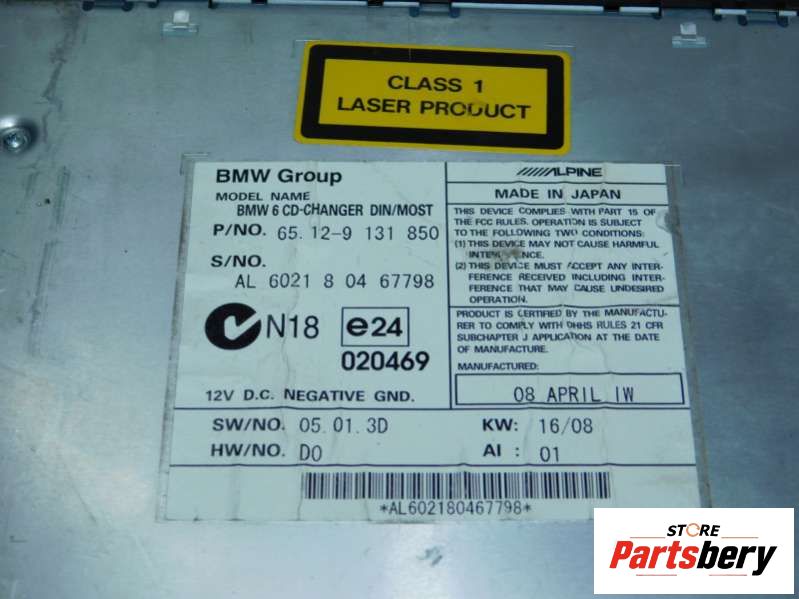 CLASS 1
LASER PRODUCT
BMW Group
MODEL NAME
BMW 6 CD-CHANGER DIN/MOST
P/NO. 65.12-9 131 850
S/NO.
AL 6021 8 04 67798
N18 e24
020469
12V D.C. NEGATIVE GND.
ALPINE
MADE IN JAPAN
THIS DEVICE COMPLIES WITH PART 15 OF
THE FCC RULES. OPERATION IS SUBJECT
TO THE FOLLOWING TWO CONDITIONS:
(1) THIS DEVICE MAY NOT CAUSE HARMFUL
INTERFERENCE.
(2) THIS DEVICE MUST ACCEPT ANY INTER-
FERENCE RECEIVED INCLUDING INTER-
FERENCE THAT MAY CAUSE UNDESIRED
OPERATION.
PRODUCT IS CERTIFIED BY THE MANUFACTU-
RER TO COMPLY WITH DHHS RULES 21 CFR
SUBCHAPTER J APPLICATION AT THE DATE
OF MANUFACTURE.
MANUFACTURED:
08 APRIL IW
SW/NO. 05.01.3D KW: 16/08
HW/NO. D0 AI : 01
*AL602180467798*
STORE
Partsbery